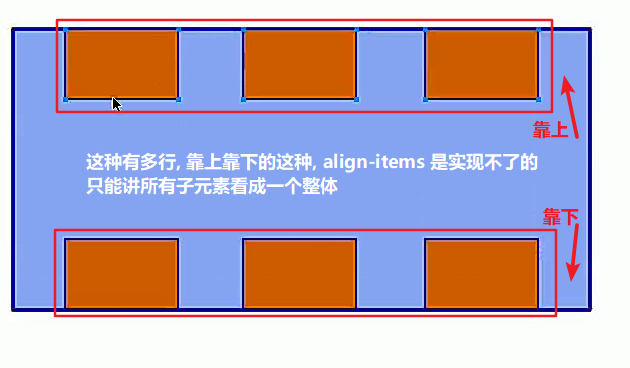 靠上
这种有多行, 靠上靠下的这种, align-items 是实现不了的
只能讲所有子元素看成一个整体
靠下